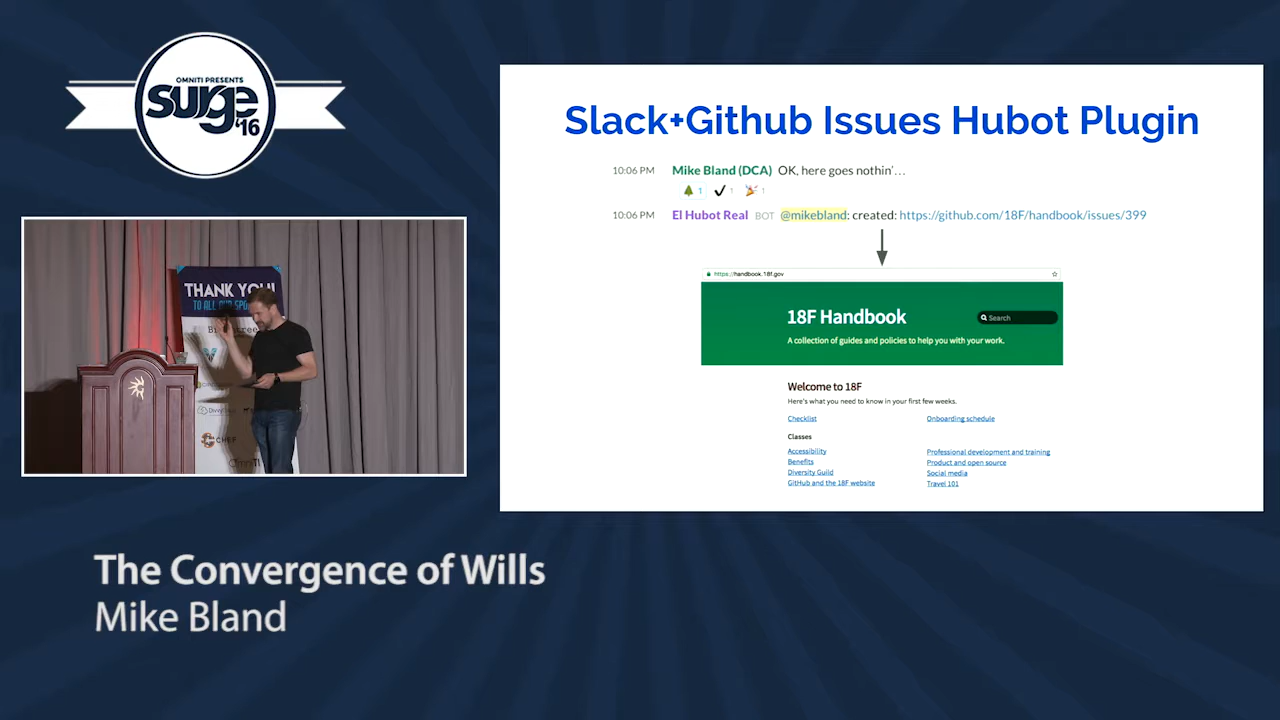 OMNITI PRESENTS
surge
'16
Slack+Github Issues Hubot Plugin
10:06 PM Mike Bland (DCA) OK, here goes nothin'…
1 1 1
10:06 PM El Hubot Real BOT @mikebland: created: https://github.com/18F/handbook/issues/399
https://handbook.18f.gov
18F Handbook
Search
A collection of guides and policies to help you with your work.
Welcome to 18F
Here's what you need to know in your first few weeks.
Checklist Onboarding schedule
Classes
Accessibility Professional development and training
Benefits Product and open source
Diversity Guild Social media
GitHub and the 18F website Travel 101
THANK YOU!
TO ALL OUR
CHEF
The Convergence of Wills
Mike Bland